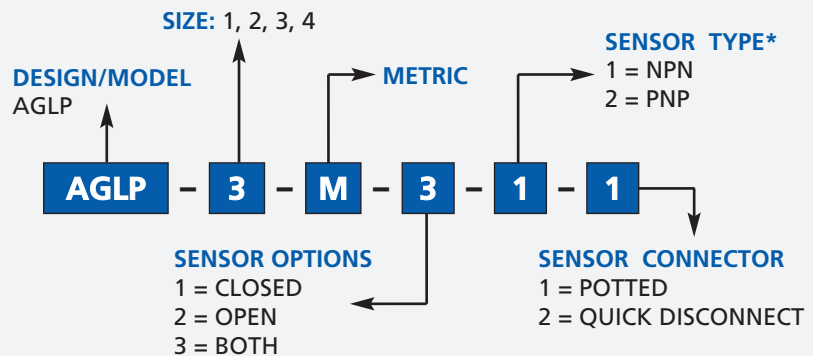 SIZE: 1, 2, 3, 4
DESIGN/MODEL
AGLP
METRIC
SENSOR TYPE*
1 = NPN
2 = PNP
AGLP - 3 - M - 3 - 1 - 1
SENSOR OPTIONS
1 = CLOSED
2 = OPEN
3 = BOTH
SENSOR CONNECTOR
1 = POTTED
2 = QUICK DISCONNECT